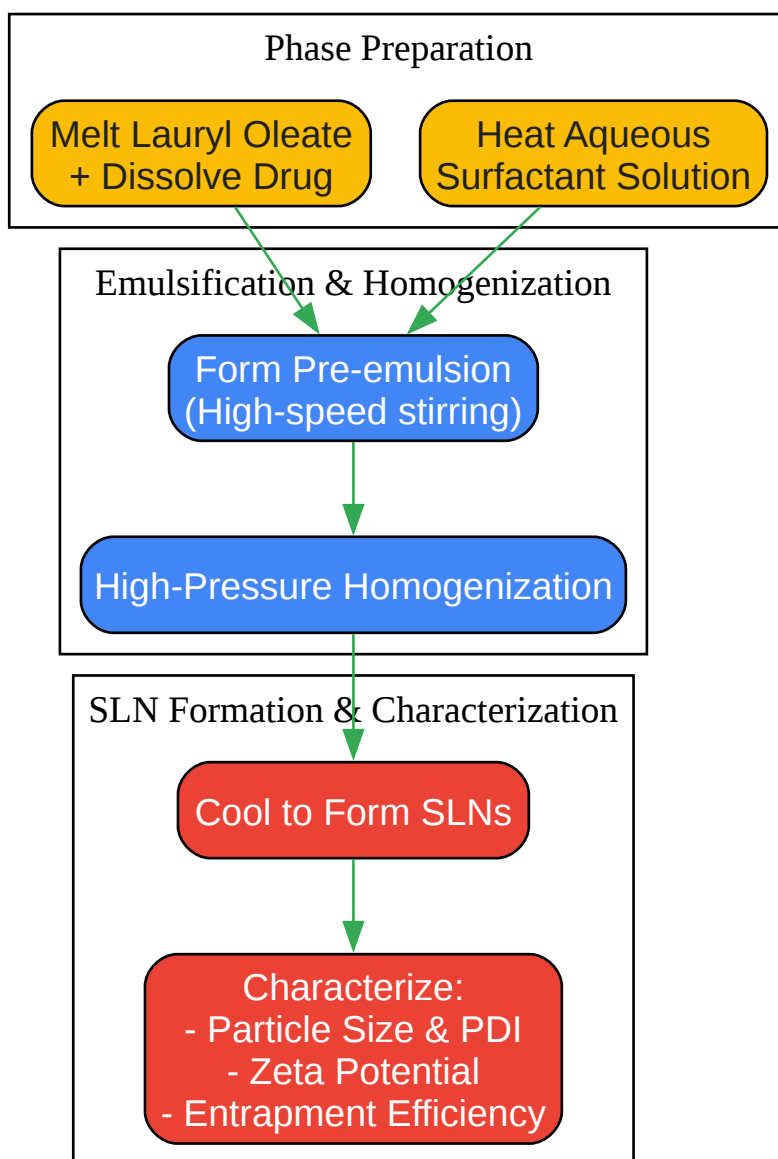 Phase Preparation
Melt Lauryl Oleate
+ Dissolve Drug
Heat Aqueous
Surfactant Solution
Emulsification & Homogenization
Form Pre-emulsion
(High-speed stirring)
High-Pressure Homogenization
SLN Formation & Characterization
Cool to Form SLNs
Characterize:
- Particle Size & PDI
- Zeta Potential
- Entrapment Efficiency